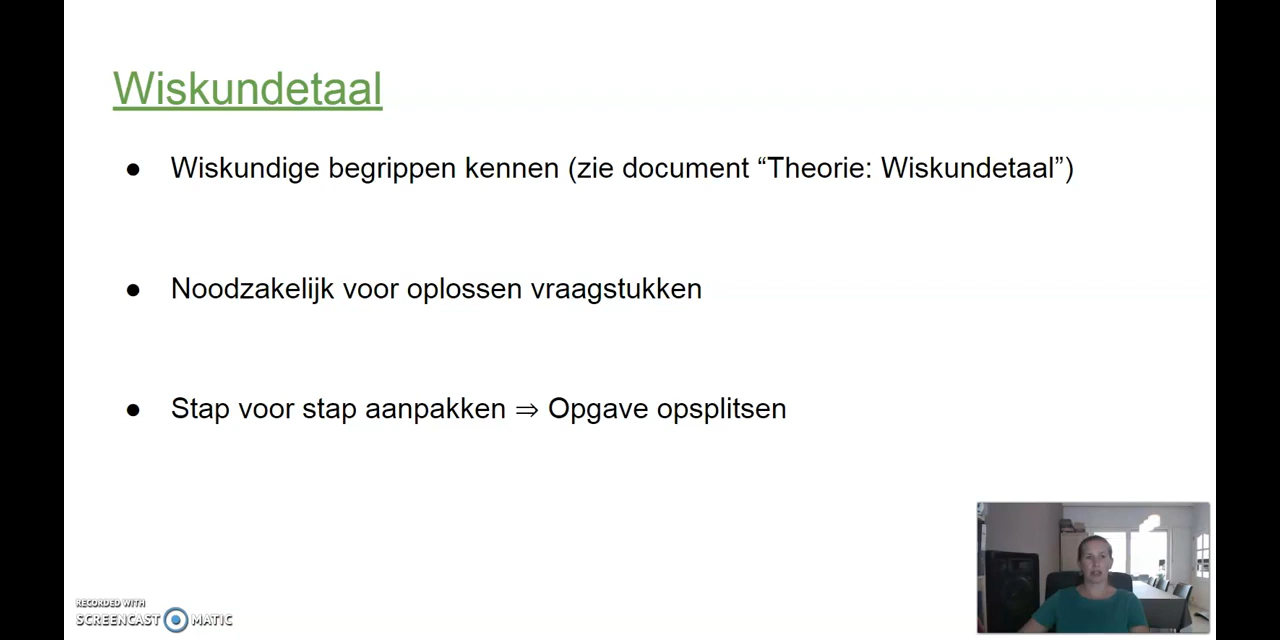 Wiskundetaal
● Wiskundige begrippen kennen (zie document “Theorie: Wiskundetaal”)
● Noodzakelijk voor oplossen vraagstukken
● Stap voor stap aanpakken ⇒ Opgave opsplitsen
RECORDED WITH
SCREENCAST MATIC